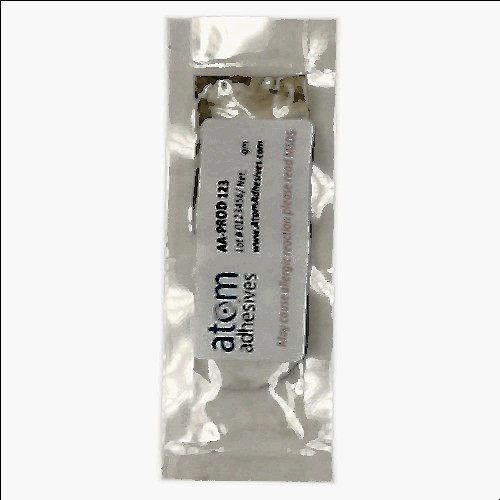 atom
adhesives
AA-PROD 123
Lot # 0123456/ Net. gm
www.AtomAdhesives.com
May cause allergic reaction please read MSDS.